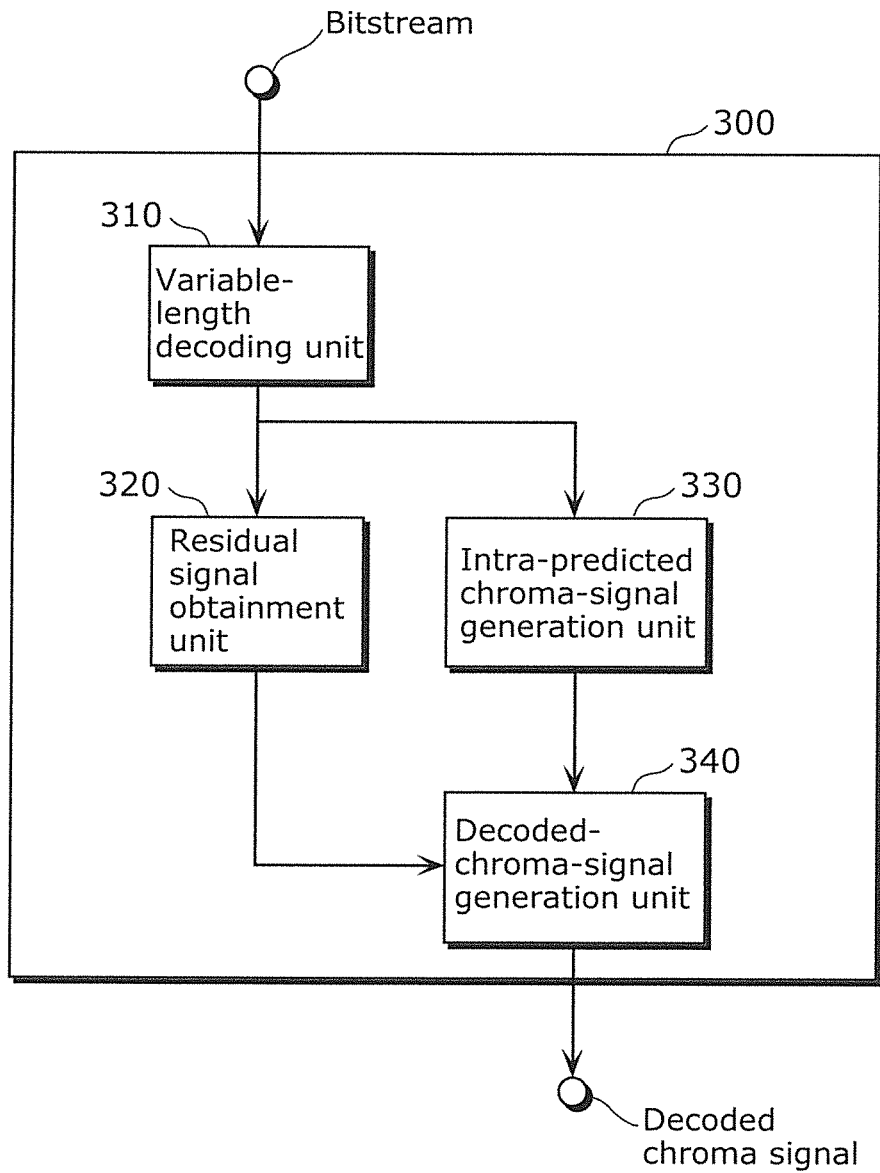 Bitstream
300
310
Variable-
length
decoding unit
320
330
Residual
signal
obtainment
unit
Intra-predicted
chroma-signal
generation unit
340
Decoded-
chroma-signal
generation unit
Decoded
chroma signal